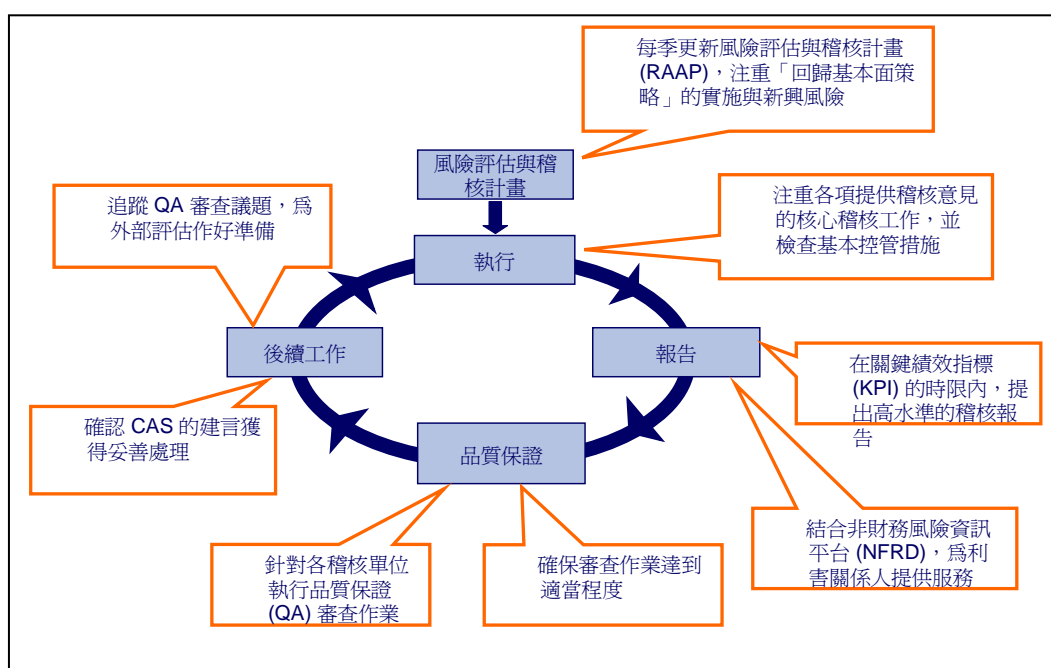 每季更新風險評估與稽核計畫
(RAAP)，注重「回歸基本面策
略」的實施與新興風險
風險評估與稽
核計畫
追蹤 QA 審查議題，爲
外部評估作好準備
注重各項提供稽核意見
的核心稽核工作，並
檢查基本控管措施
執行
後續工作
報告
在關鍵績效指標
(KPI) 的時限內，提
出高水準的稽核報
告
確認 CAS 的建言獲
得妥善處理
品質保證
針對各稽核單位
執行品質保證
(QA) 審查作業
確保審查作業達到
適當程度
結合非財務風險資訊
平台 (NFRD)，爲利
害關係人提供服務